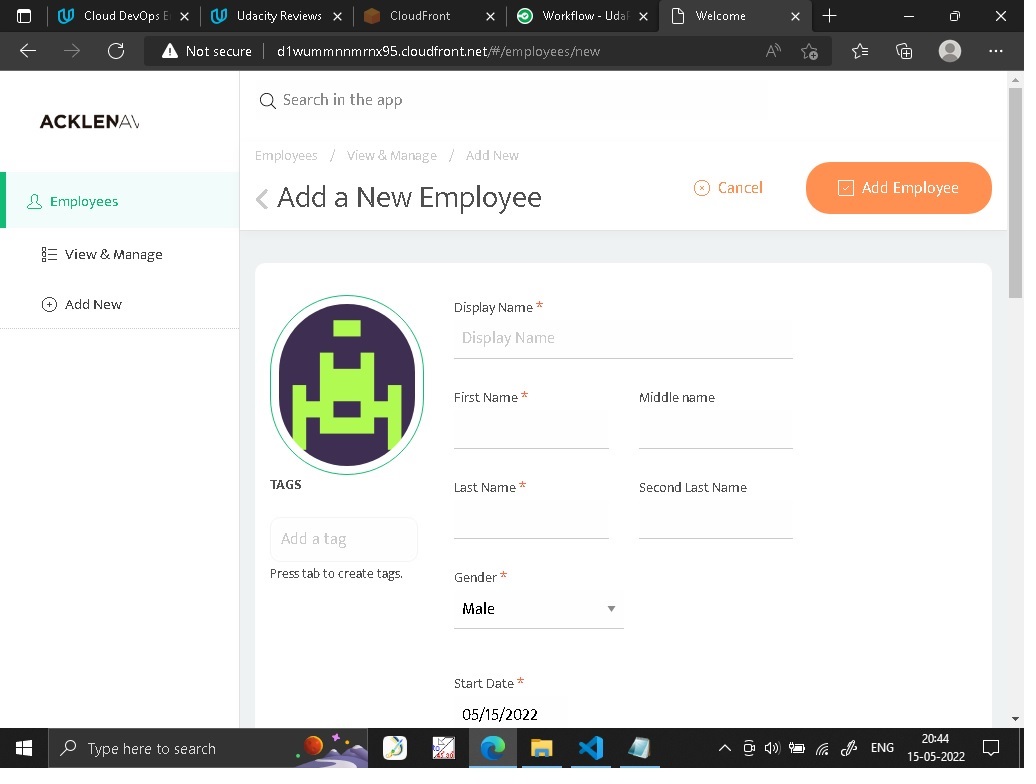 Cloud DevOps E
Udacity Reviews
CloudFront
Workflow - Uda
Welcome
Not secure
d1wummnnmrnx95.cloudfront.net/#/employees/new
ACKLENAV
Search in the app
Employees / View & Manage / Add New
Add a New Employee
Cancel
Add Employee
Employees
View & Manage
Add New
TAGS
Add a tag
Press tab to create tags.
Display Name *
Display Name
First Name *
Middle name
Last Name *
Second Last Name
Gender *
Male
Start Date *
05/15/2022
Type here to search
ENG
20:44
15-05-2022